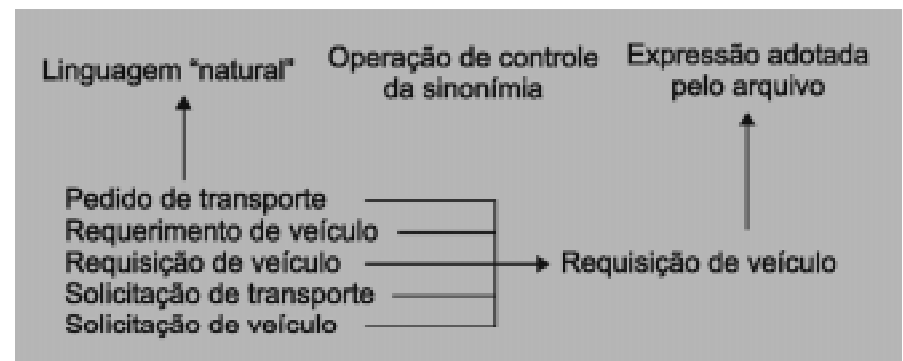 Linguagem "natural"
Operação de controle
da sinonímia
Expressão adotada
pelo arquivo
Pedido de transporte
Requerimento de veículo
Requisição de veículo
Solicitação de transporte
Solicitação de veículo
Requisição de veículo